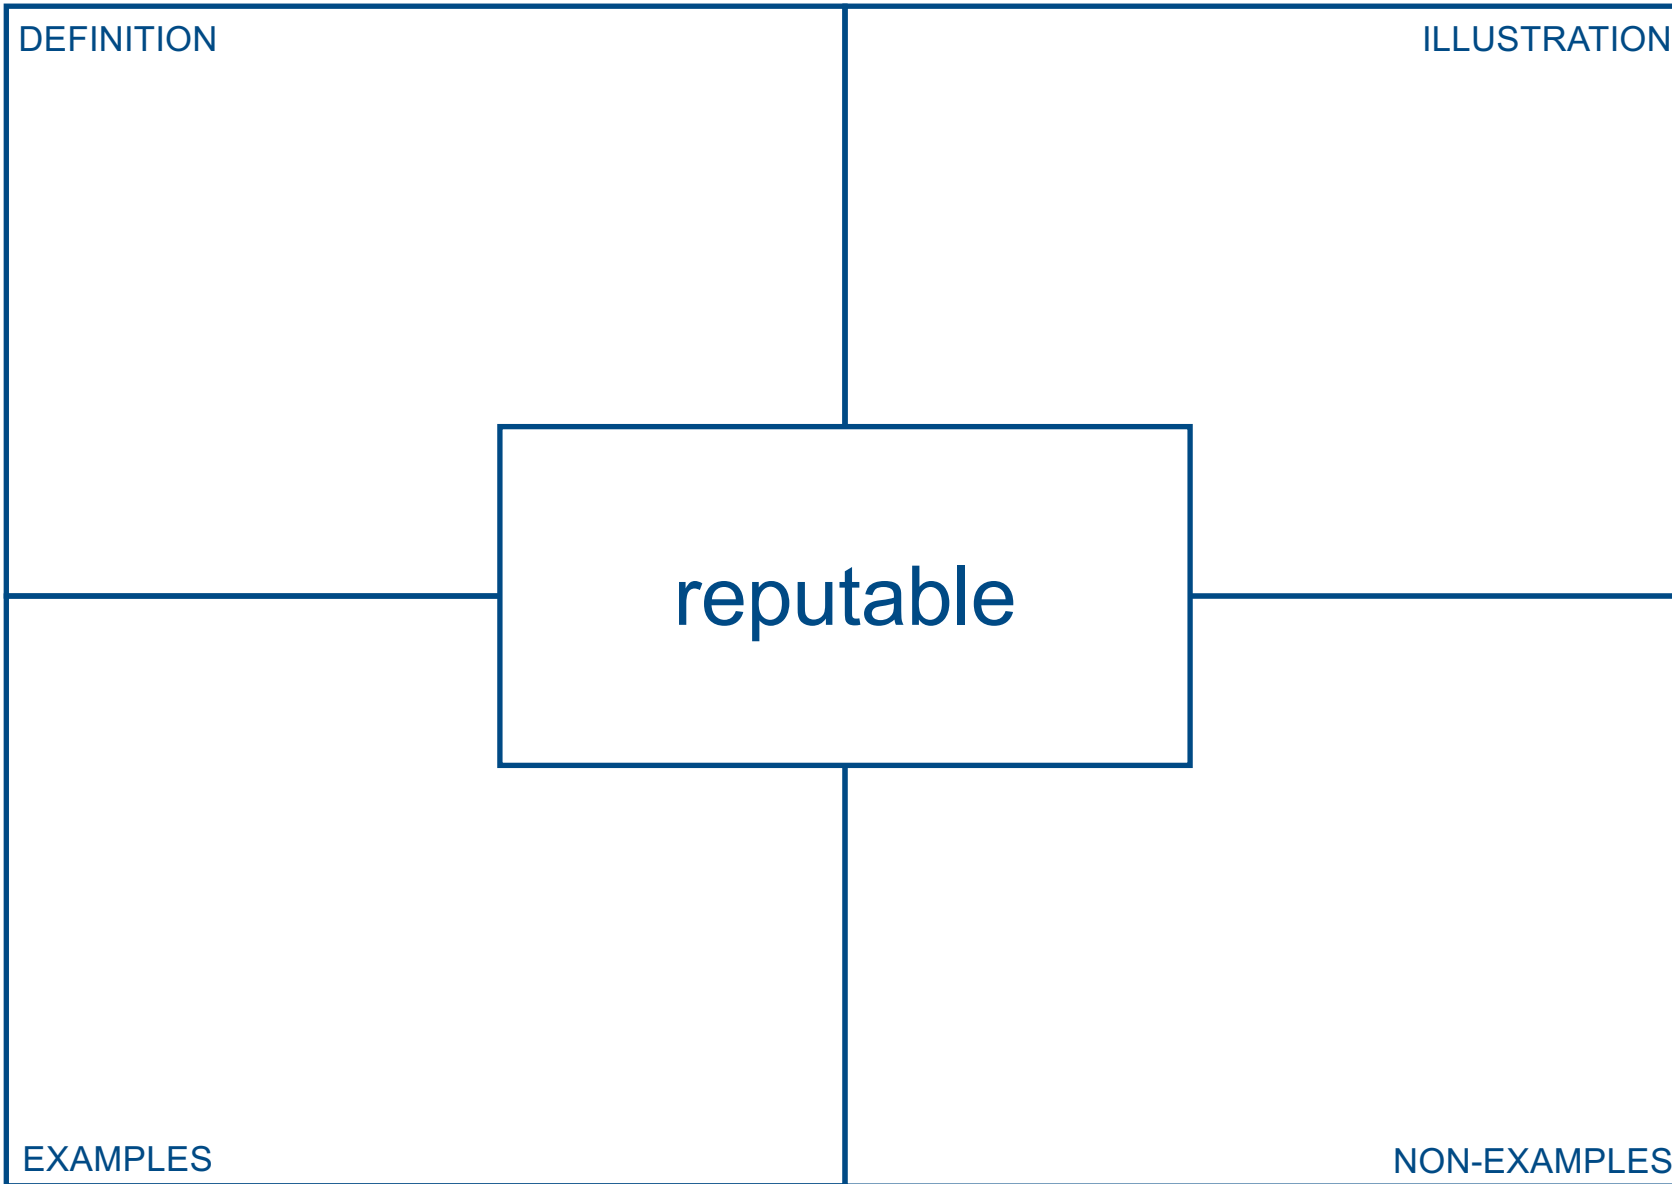 DEFINITION
ILLUSTRATION
reputable
EXAMPLES
NON-EXAMPLES